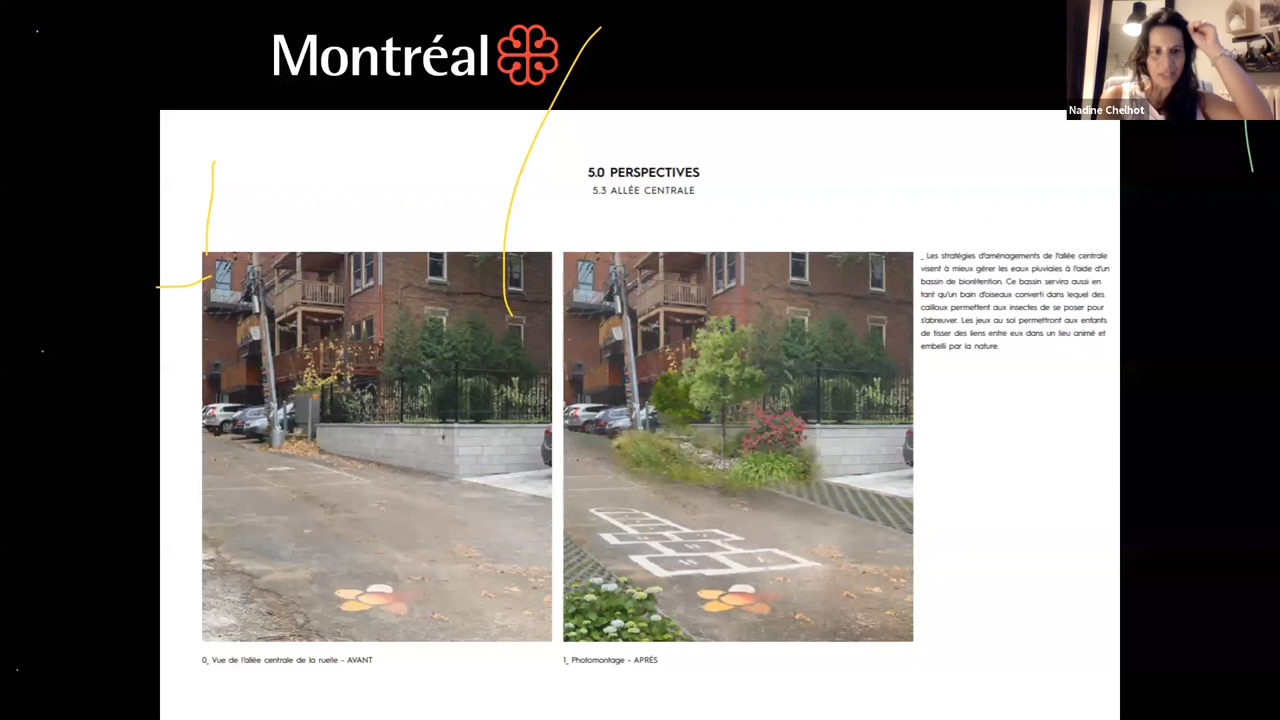 Montréal
Nadine Chelhot
5.0 PERSPECTIVES
5.3 ALLÉE CENTRALE
_ Les stratégies d'aménagements de l'allée centrale
visent à mieux gérer les eaux pluviales à l'aide d'un
bassin de biorétention. Ce bassin servira aussi en
tant qu'un bain d'oiseaux converti dans lequel des
cailloux permettent aux insectes de se poser pour
s'abreuver. Les jeux au sol permettront aux enfants
de tisser des liens entre eux dans un lieu animé et
embelli par la nature.
0_ Vue de l'allée centrale de la ruelle - AVANT
1_ Photomontage - APRÈS